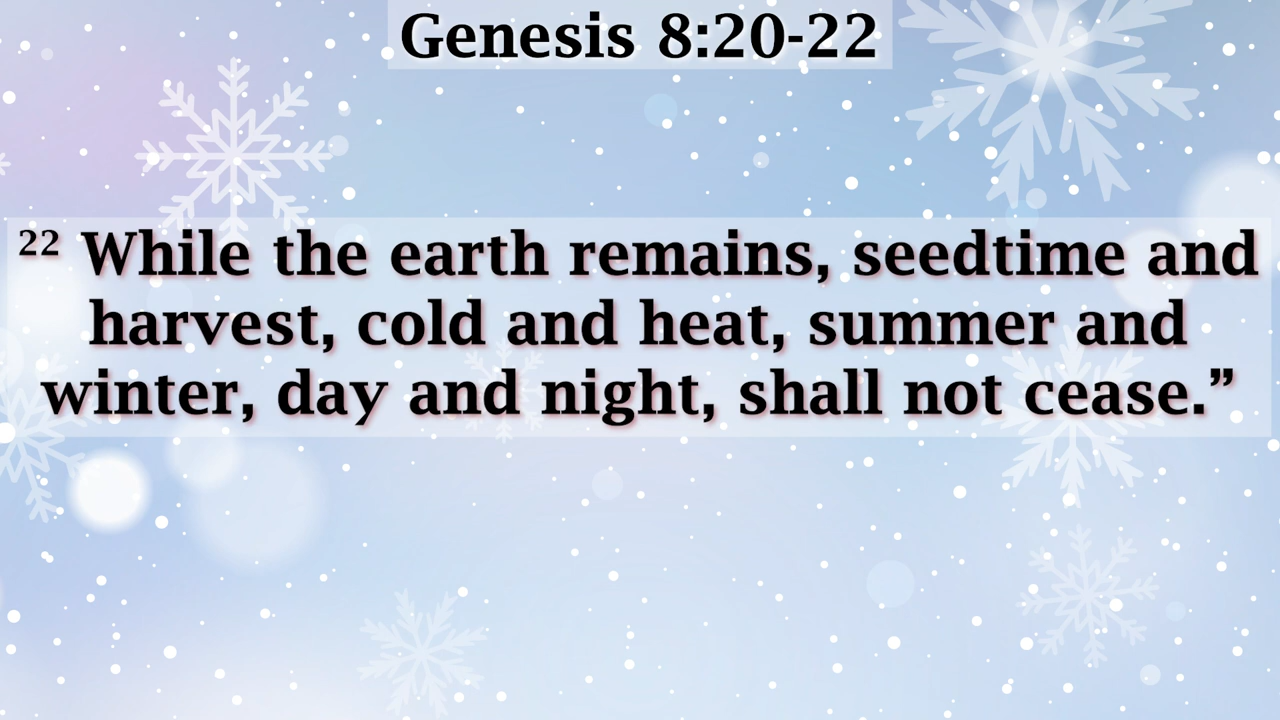 Genesis 8:20-22
22 While the earth remains, seedtime and
harvest, cold and heat, summer and
winter, day and night, shall not cease.”